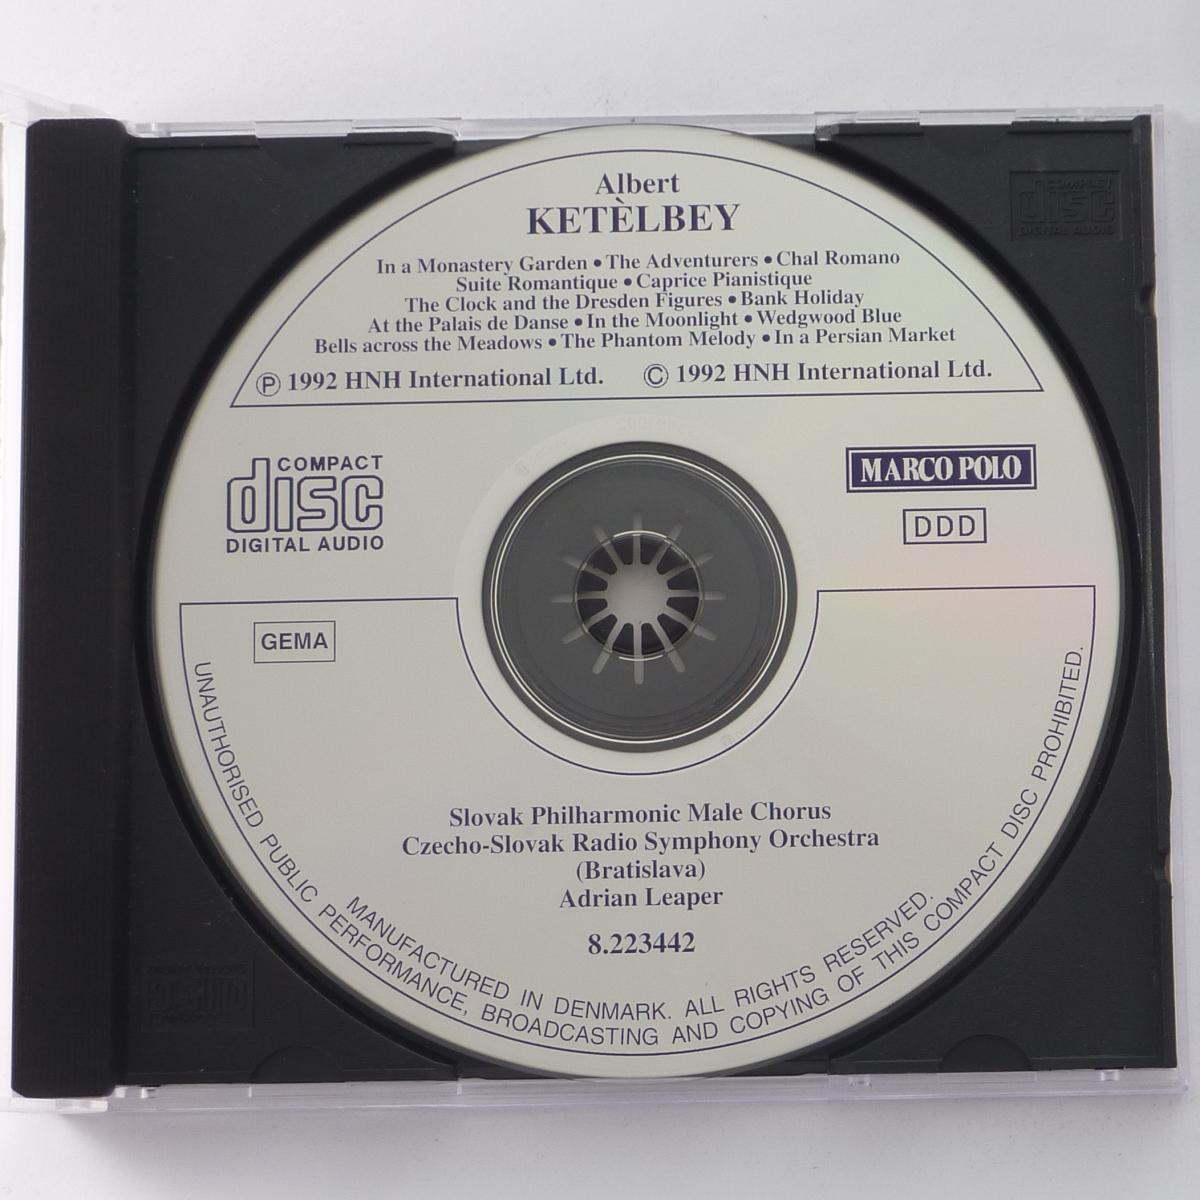 Albert
KETÈLBEY
In a Monastery Garden • The Adventurers • Chal Romano
Suite Romantique • Caprice Pianistique
The Clock and the Dresden Figures • Bank Holiday
At the Palais de Danse • In the Moonlight • Wedgwood Blue
Bells across the Meadows • The Phantom Melody • In a Persian Market
℗ 1992 HNH International Ltd. © 1992 HNH International Ltd.
COMPACT
disc
DIGITAL AUDIO
MARCO POLO
DDD
GEMA
Slovak Philharmonic Male Chorus
Czecho-Slovak Radio Symphony Orchestra
(Bratislava)
Adrian Leaper
8.223442
MANUFACTURED IN DENMARK. ALL RIGHTS RESERVED.
UNAUTHORISED PUBLIC PERFORMANCE, BROADCASTING AND COPYING OF THIS COMPACT DISC PROHIBITED.
COMPACT
disc
DIGITAL AUDIO